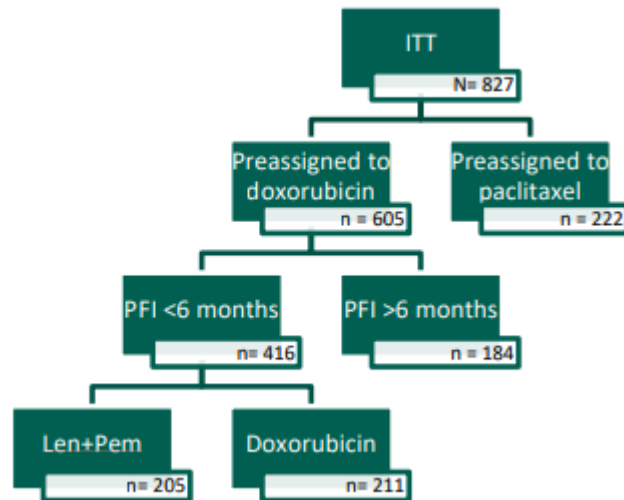 ITT
N= 827
Preassigned to
doxorubicin
n = 605
Preassigned to
paclitaxel
n = 222
PFI <6 months
n= 416
PFI >6 months
n = 184
Len+Pem
n = 205
Doxorubicin
n = 211